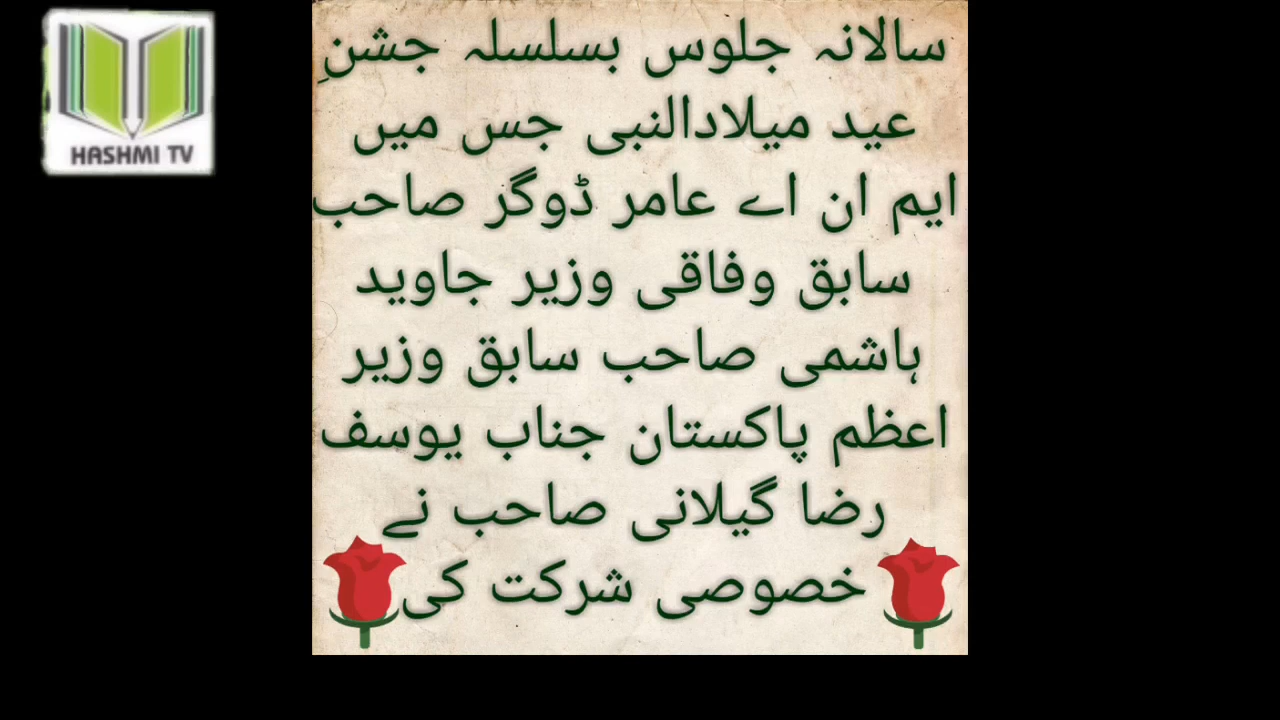 HASHMI TV
سالانہ جلوس بسلسلہ جشنِ
عید میلادالنبی جس میں
ایم ان اے عامر ڈوگر صاحب
سابق وفاقی وزیر جاوید
ہاشمی صاحب سابق وزیر
اعظم پاکستان جناب یوسف
رضا گیلانی صاحب نے
خصوصی شرکت کی